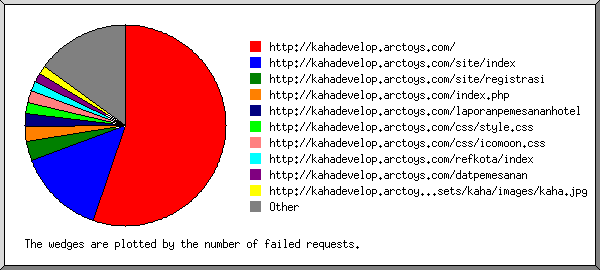 http://kahadevelop.arctoys.com/
http://kahadevelop.arctoys.com/site/index
http://kahadevelop.arctoys.com/site/registrasi
http://kahadevelop.arctoys.com/index.php
http://kahadevelop.arctoys.com/laporanpemesananhotel
http://kahadevelop.arctoys.com/css/style.css
http://kahadevelop.arctoys.com/css/icomoon.css
http://kahadevelop.arctoys.com/refkota/index
http://kahadevelop.arctoys.com/datpemesanan
http://kahadevelop.arctoy...sets/kaha/images/kaha.jpg
Other
The wedges are plotted by the number of failed requests.